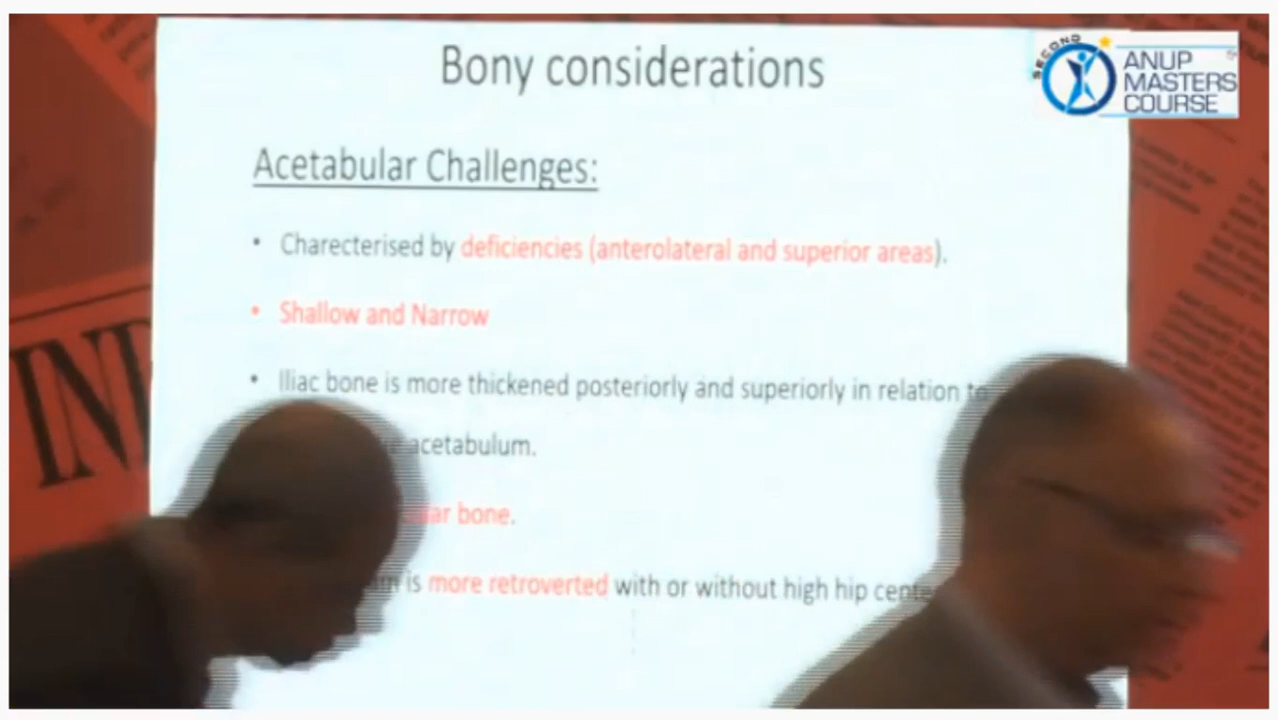 Bony considerations
SECOND
ANUP
MASTERS
COURSE
Acetabular Challenges:
• Charecterised by deficiencies (anterolateral and superior areas).
• Shallow and Narrow
• Iliac bone is more thickened posteriorly and superiorly in relation to
acetabulum.
bone.
is more retroverted with or without high hip
IND